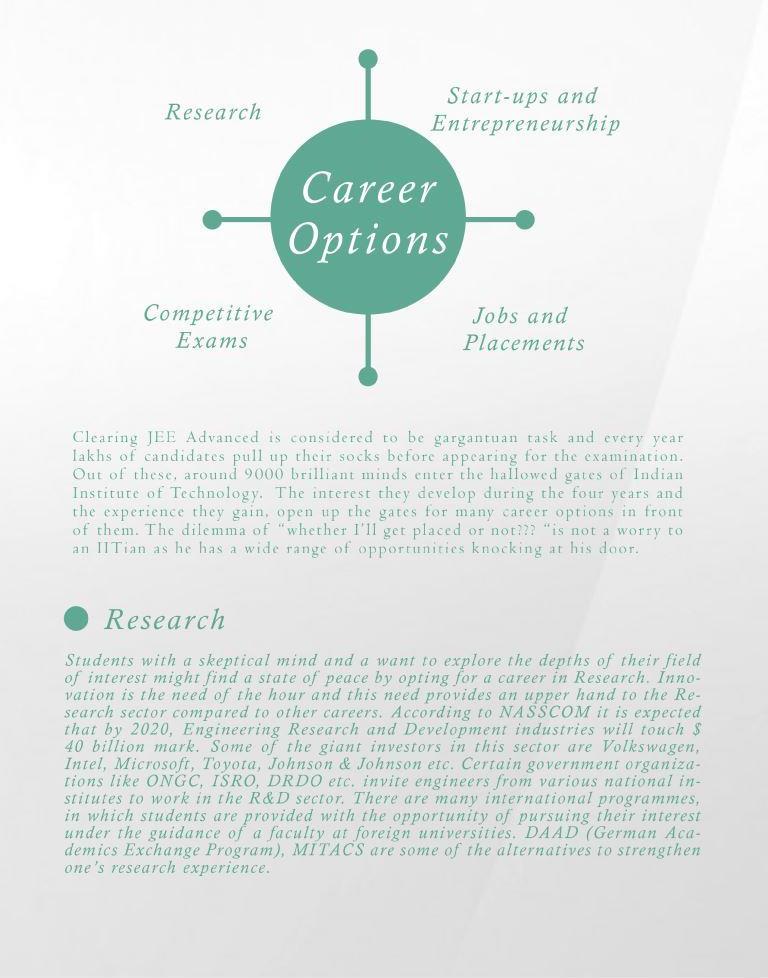 Research
Start-ups and
Entrepreneurship
Career
Options
Competitive
Exams
Jobs and
Placements
Clearing JEE Advanced is considered to be gargantuan task and every year
lakhs of candidates pull up their socks before appearing for the examination.
Out of these, around 9000 brilliant minds enter the hallowed gates of Indian
Institute of Technology. The interest they develop during the four years and
the experience they gain, open up the gates for many career options in front
of them. The dilemma of “whether I’ll get placed or not??? “is not a worry to
an IITian as he has a wide range of opportunities knocking at his door.
Research
Students with a skeptical mind and a want to explore the depths of their field
of interest might find a state of peace by opting for a career in Research. Inno-
vation is the need of the hour and this need provides an upper hand to the Re-
search sector compared to other careers. According to NASSCOM it is expected
that by 2020, Engineering Research and Development industries will touch $
40 billion mark. Some of the giant investors in this sector are Volkswagen,
Intel, Microsoft, Toyota, Johnson & Johnson etc. Certain government organiza-
tions like ONGC, ISRO, DRDO etc. invite engineers from various national in-
stitutes to work in the R&D sector. There are many international programmes,
in which students are provided with the opportunity of pursuing their interest
under the guidance of a faculty at foreign universities. DAAD (German Aca-
demics Exchange Program), MITACS are some of the alternatives to strengthen
one’s research experience.